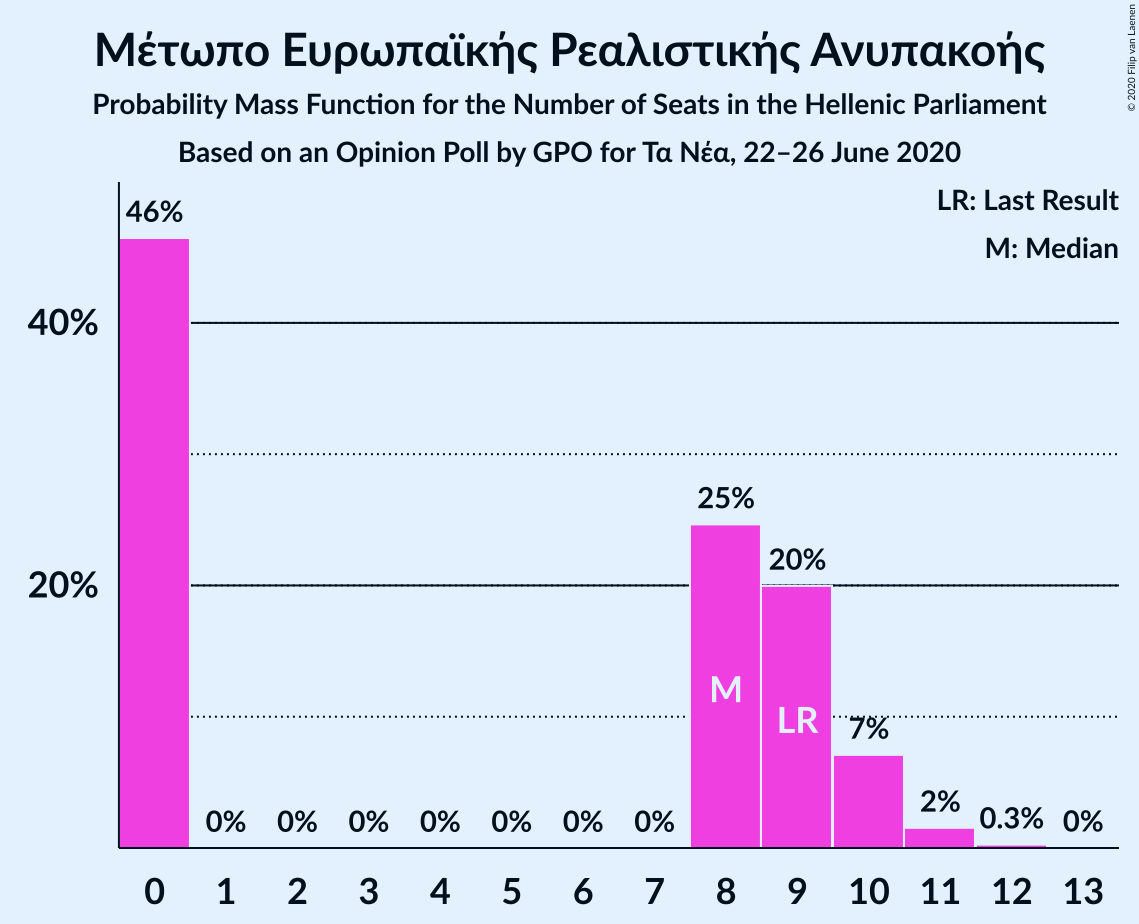 Μέτωπο Ευρωπαϊκής Ρεαλιστικής Ανυπακοής
Probability Mass Function for the Number of Seats in the Hellenic Parliament
Based on an Opinion Poll by GPO for Τα Νέα, 22–26 June 2020
© 2020 Filip van Laenen
LR: Last Result
M: Median
46%
40%
25%
20%
20%
M
LR
7%
2%
0% 0% 0% 0% 0% 0% 0% 0.3% 0%
0 1 2 3 4 5 6 7 8 9 10 11 12 13